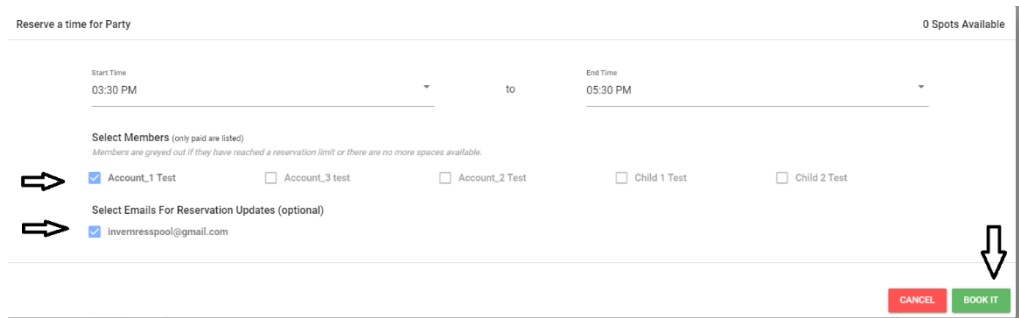 Reserve a time for Party 0 Spots Available
Start Time End Time
03:30 PM to 05:30 PM
Select Members (only paid are listed)
Members are greyed out if they have reached a reservation limit or there are no more spaces available.
Account_1 Test Account_3 test Account_2 Test Child 1 Test Child 2 Test
Select Emails For Reservation Updates (optional)
invernresspool@gmail.com
CANCEL BOOK IT